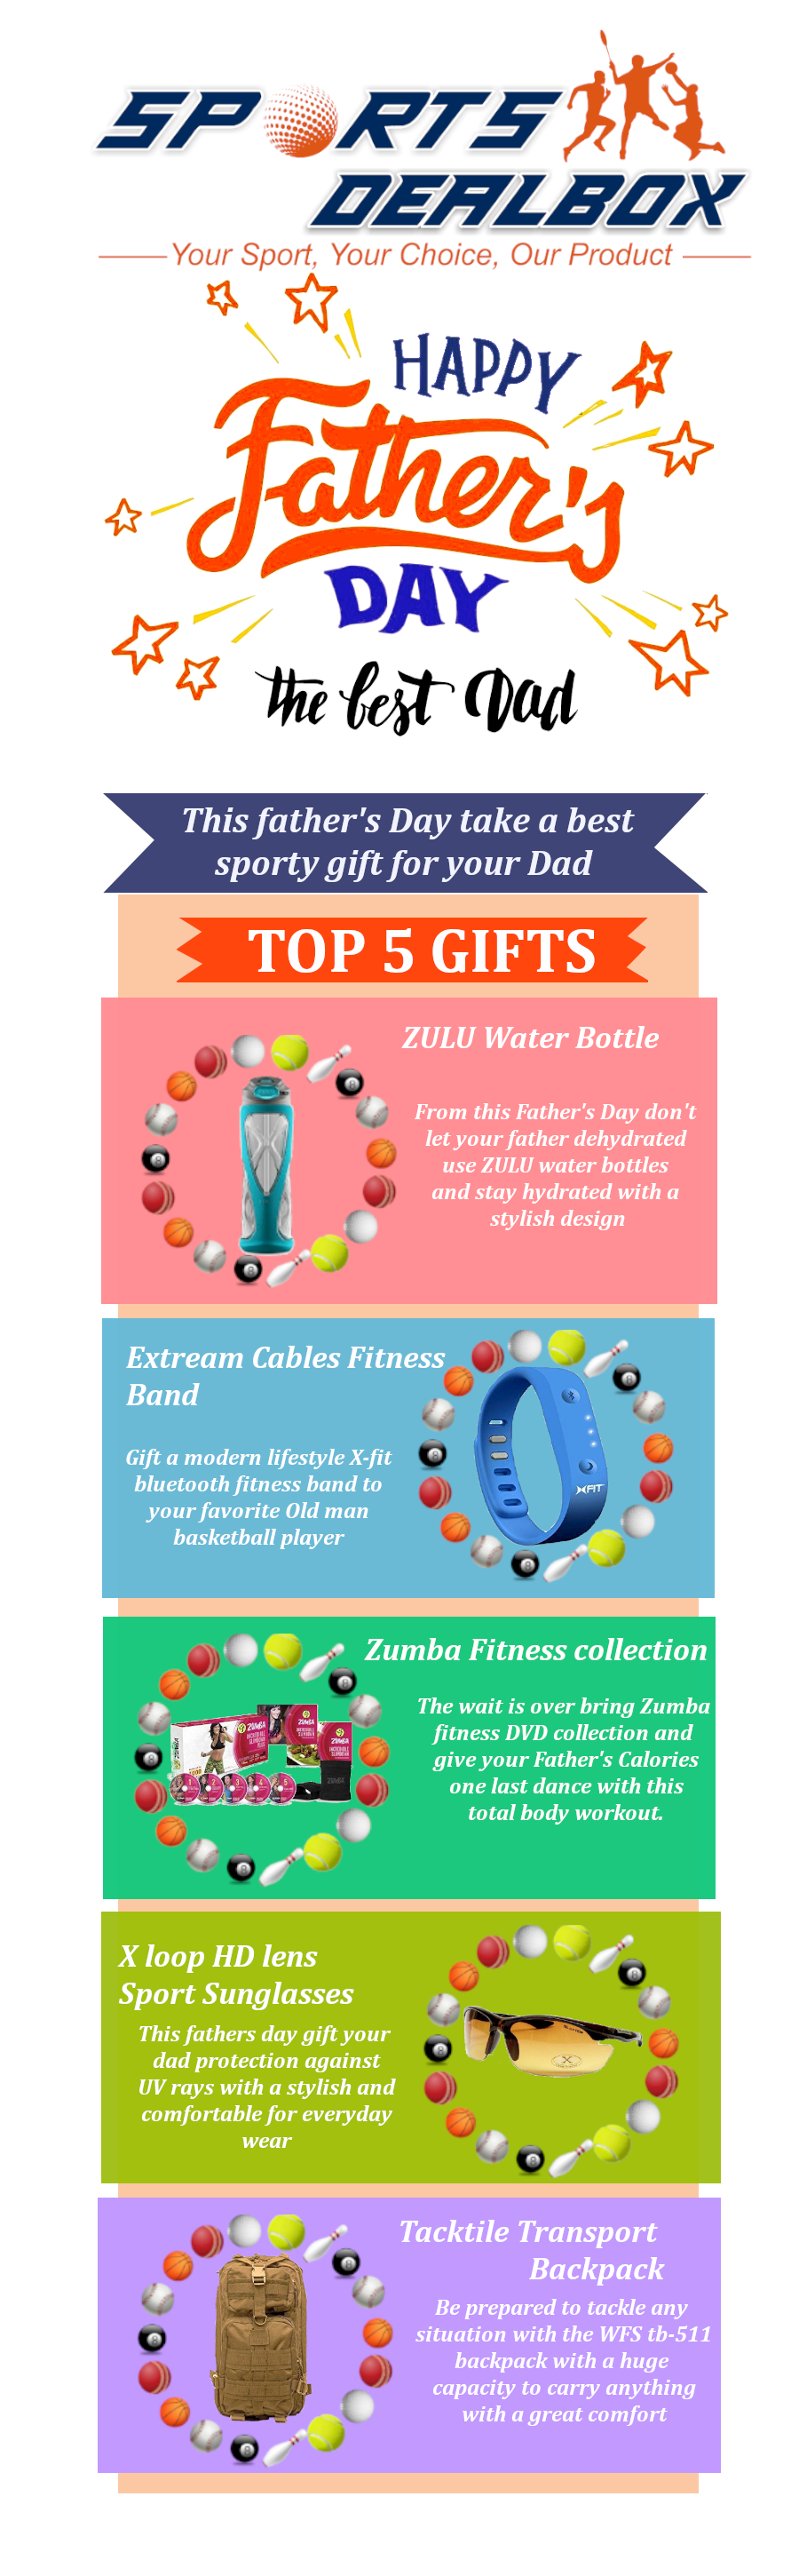 SPORTS
DEALBOX
Your Sport, Your Choice, Our Product
HAPPY
Father's
DAY
the best Dad
This father's Day take a best
sporty gift for your Dad
TOP 5 GIFTS
ZULU Water Bottle
From this Father's Day don't
let your father dehydrated
use ZULU water bottles
and stay hydrated with a
stylish design
Extream Cables Fitness
Band
Gift a modern lifestyle X-fit
bluetooth fitness band to
your favorite Old man
basketball player
XFIT
Zumba Fitness collection
The wait is over bring Zumba
fitness DVD collection and
give your Father's Calories
one last dance with this
total body workout.
X loop HD lens
Sport Sunglasses
This fathers day gift your
dad protection against
UV rays with a stylish and
comfortable for everyday
wear
Tacktile Transport
Backpack
Be prepared to tackle any
situation with the WFS tb-511
backpack with a huge
capacity to carry anything
with a great comfort